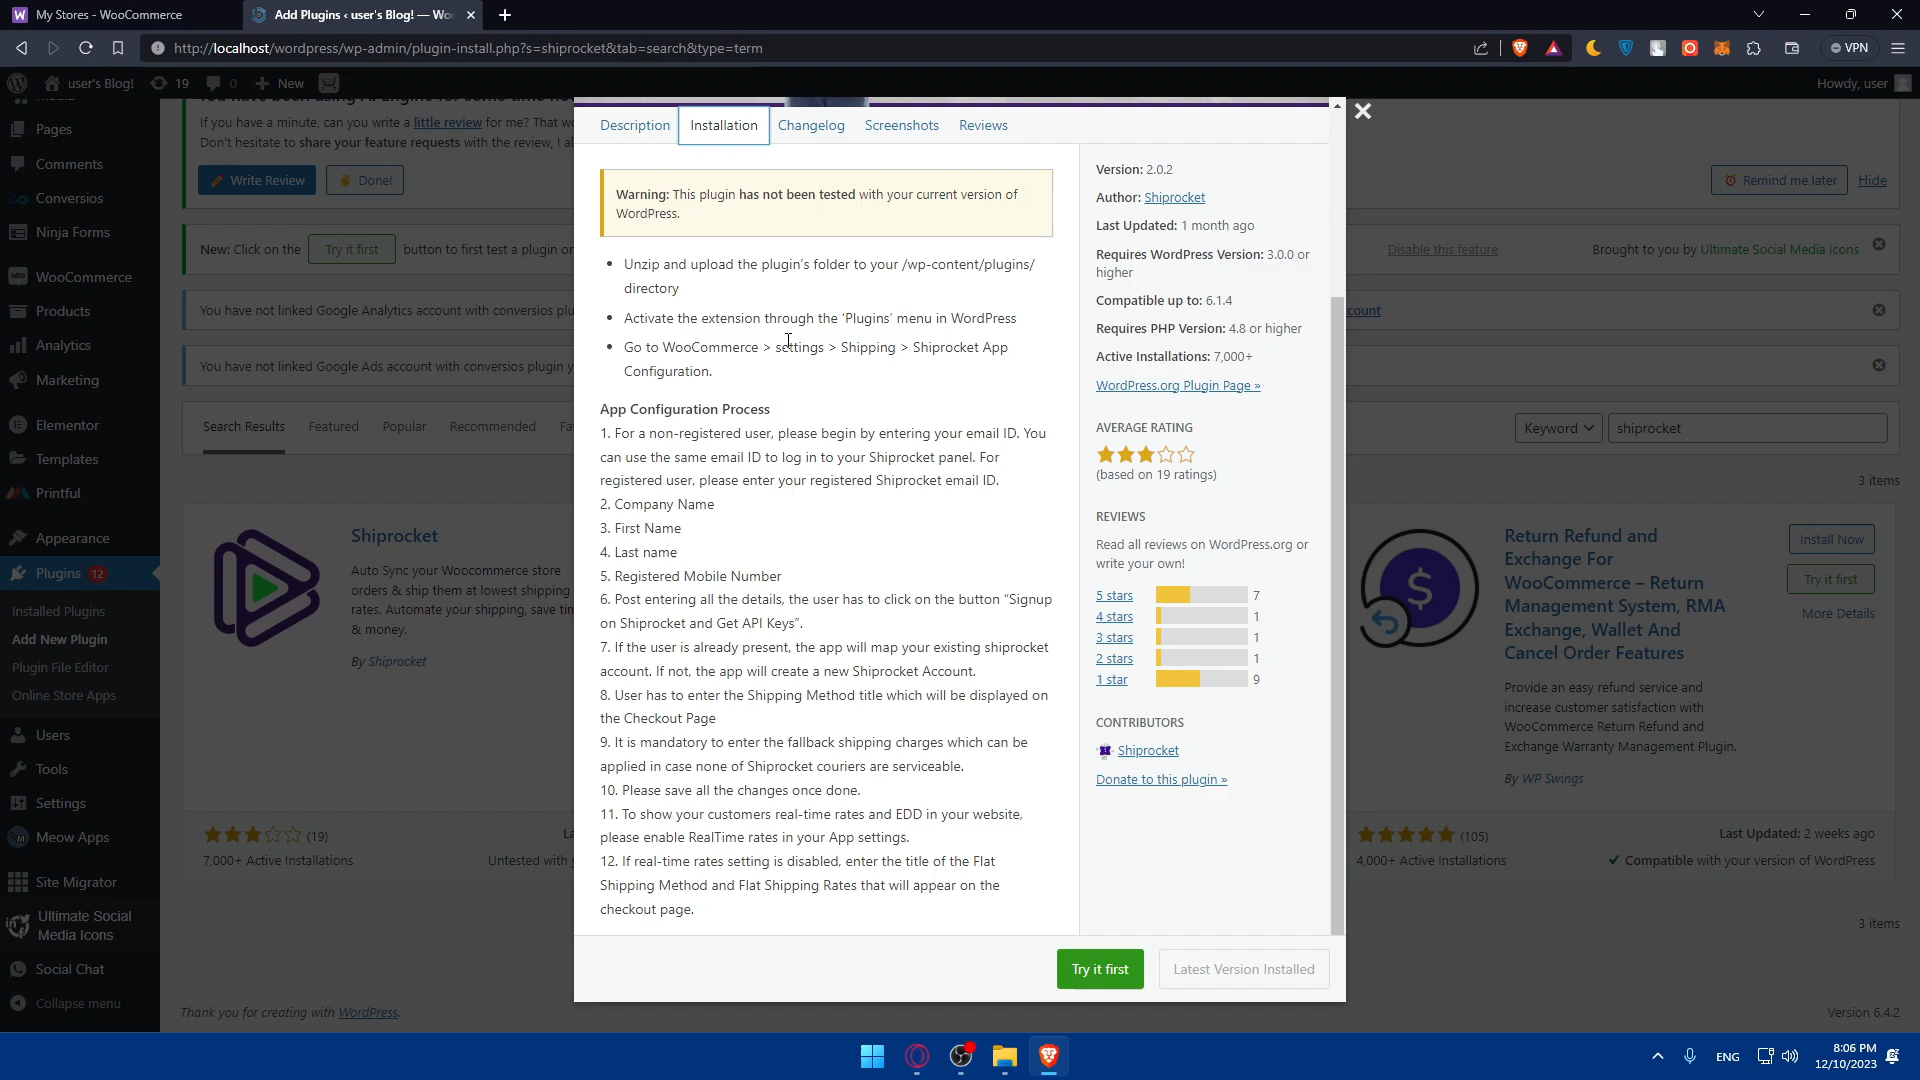 My Stores - WooCommerce
Add Plugins ‹ user's Blog! — Wo
http://localhost/wordpress/wp-admin/plugin-install.php?s=shiprocket&tab=search&type=term
VPN
user's Blog!
19
0
New
Howdy, user
Pages
Comments
Conversios
Ninja Forms
WooCommerce
Products
Analytics
Marketing
Elementor
Templates
Printful
Appearance
Plugins 12
Installed Plugins
Add New Plugin
Plugin File Editor
Online Store Apps
Users
Tools
Settings
Meow Apps
Site Migrator
Ultimate Social
Media Icons
Social Chat
Collapse menu
If you have a minute, can you write a little review for me? That wo
Don't hesitate to share your feature requests with the review, I al
Write Review
Done!
Remind me later
Hide
New: Click on the
Try it first
button to first test a plugin or
Disable this feature
Brought to you by Ultimate Social Media Icons
You have not linked Google Analytics account with conversios plu
count
You have not linked Google Ads account with conversios plugin y
Search Results
Featured
Popular
Recommended
Fa
Keyword
shiprocket
3 items
Shiprocket
Auto Sync your Woocommerce store
orders & ship them at lowest shipping
rates. Automate your shipping, save tim
& money.
By Shiprocket
(19)
7,000+ Active Installations
La
Untested with y
Return Refund and
Exchange For
WooCommerce – Return
Management System, RMA
Exchange, Wallet And
Cancel Order Features
Install Now
Try it first
More Details
Provide an easy refund service and
increase customer satisfaction with
WooCommerce Return Refund and
Exchange Warranty Management Plugin.
By WP Swings
(105)
4,000+ Active Installations
Last Updated: 2 weeks ago
Compatible with your version of WordPress
3 items
Thank you for creating with WordPress.
Version 6.4.2
Description
Installation
Changelog
Screenshots
Reviews
Warning: This plugin has not been tested with your current version of
WordPress.
• Unzip and upload the plugin's folder to your /wp-content/plugins/
directory
• Activate the extension through the ‘Plugins’ menu in WordPress
• Go to WooCommerce > settings > Shipping > Shiprocket App
Configuration.
App Configuration Process
1. For a non-registered user, please begin by entering your email ID. You
can use the same email ID to log in to your Shiprocket panel. For
registered user, please enter your registered Shiprocket email ID.
2. Company Name
3. First Name
4. Last name
5. Registered Mobile Number
6. Post entering all the details, the user has to click on the button “Signup
on Shiprocket and Get API Keys”.
7. If the user is already present, the app will map your existing shiprocket
account. If not, the app will create a new Shiprocket Account.
8. User has to enter the Shipping Method title which will be displayed on
the Checkout Page
9. It is mandatory to enter the fallback shipping charges which can be
applied in case none of Shiprocket couriers are serviceable.
10. Please save all the changes once done.
11. To show your customers real-time rates and EDD in your website,
please enable RealTime rates in your App settings.
12. If real-time rates setting is disabled, enter the title of the Flat
Shipping Method and Flat Shipping Rates that will appear on the
checkout page.
Version: 2.0.2
Author: Shiprocket
Last Updated: 1 month ago
Requires WordPress Version: 3.0.0 or
higher
Compatible up to: 6.1.4
Requires PHP Version: 4.8 or higher
Active Installations: 7,000+
WordPress.org Plugin Page »
AVERAGE RATING
(based on 19 ratings)
REVIEWS
Read all reviews on WordPress.org or
write your own!
5 stars 7
4 stars 1
3 stars 1
2 stars 1
1 star 9
CONTRIBUTORS
Shiprocket
Donate to this plugin »
Try it first
Latest Version Installed
ENG
8:06 PM
12/10/2023